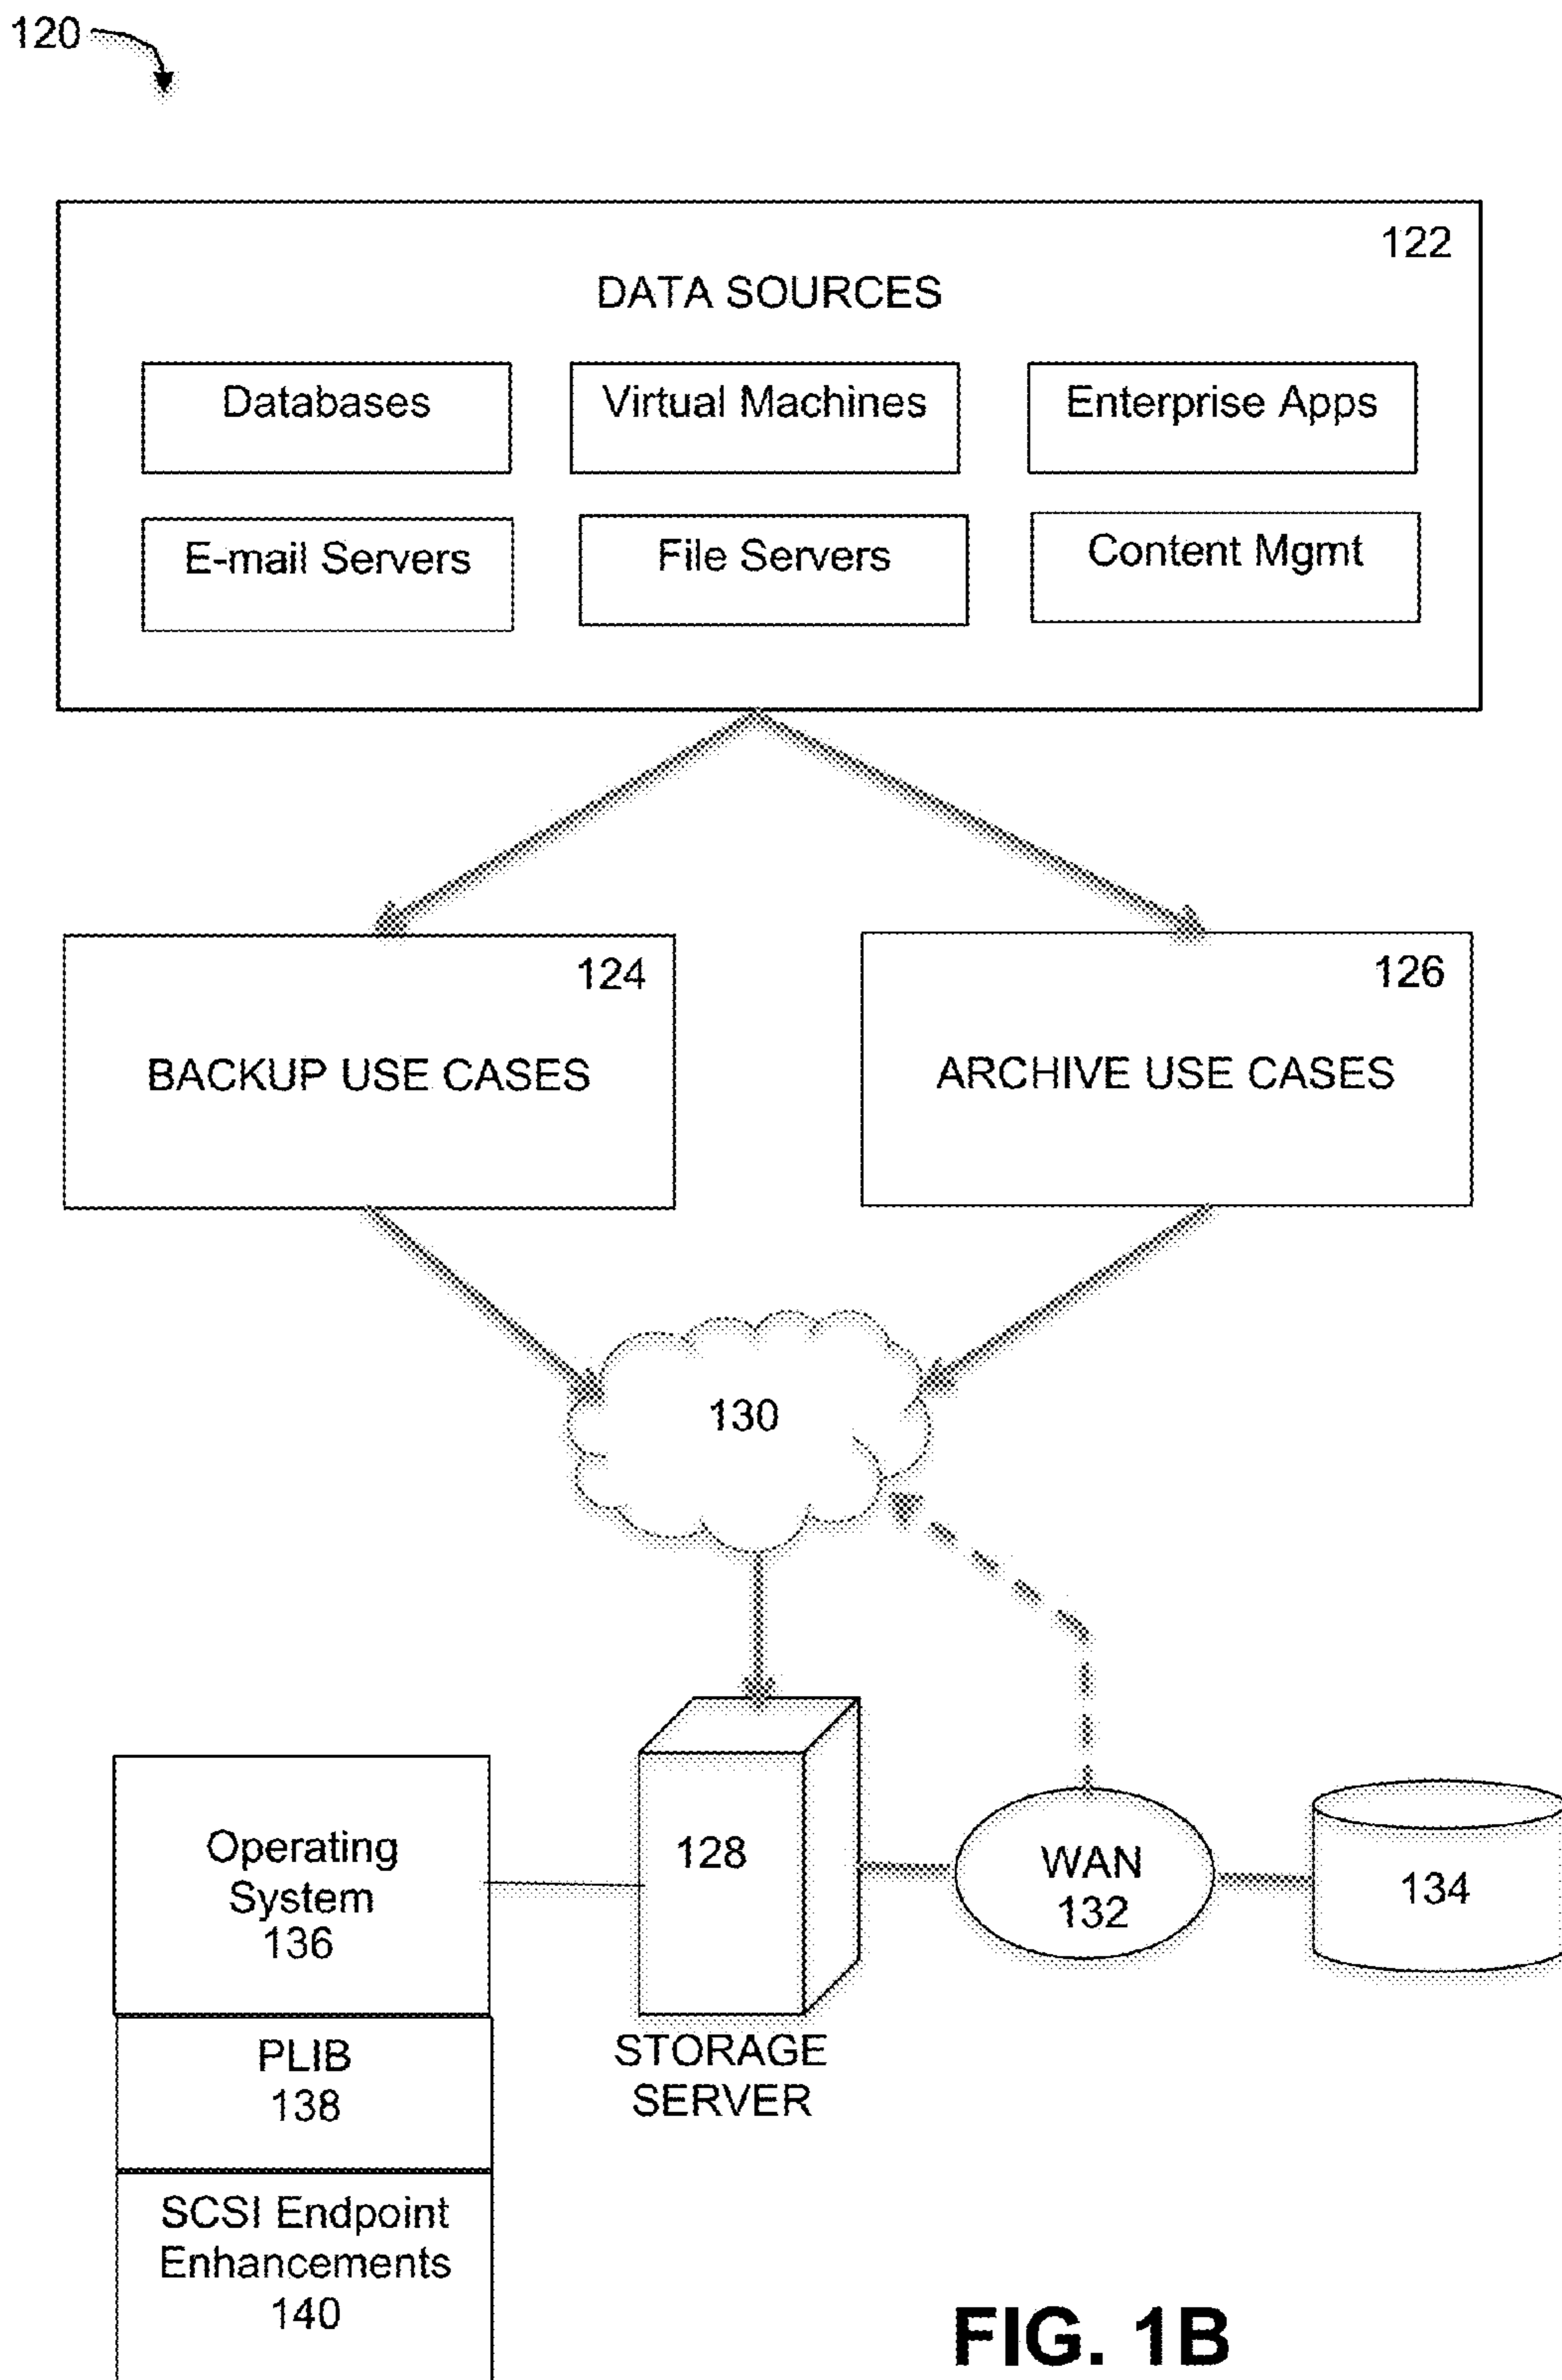 120
122
DATA SOURCES
Databases
Virtual Machines
Enterprise Apps
E-mail Servers
File Servers
Content Mgmt
124
BACKUP USE CASES
126
ARCHIVE USE CASES
130
128
STORAGE
SERVER
WAN
132
134
Operating
System
136
PLIB
138
SCSI Endpoint
Enhancements
140
FIG. 1B